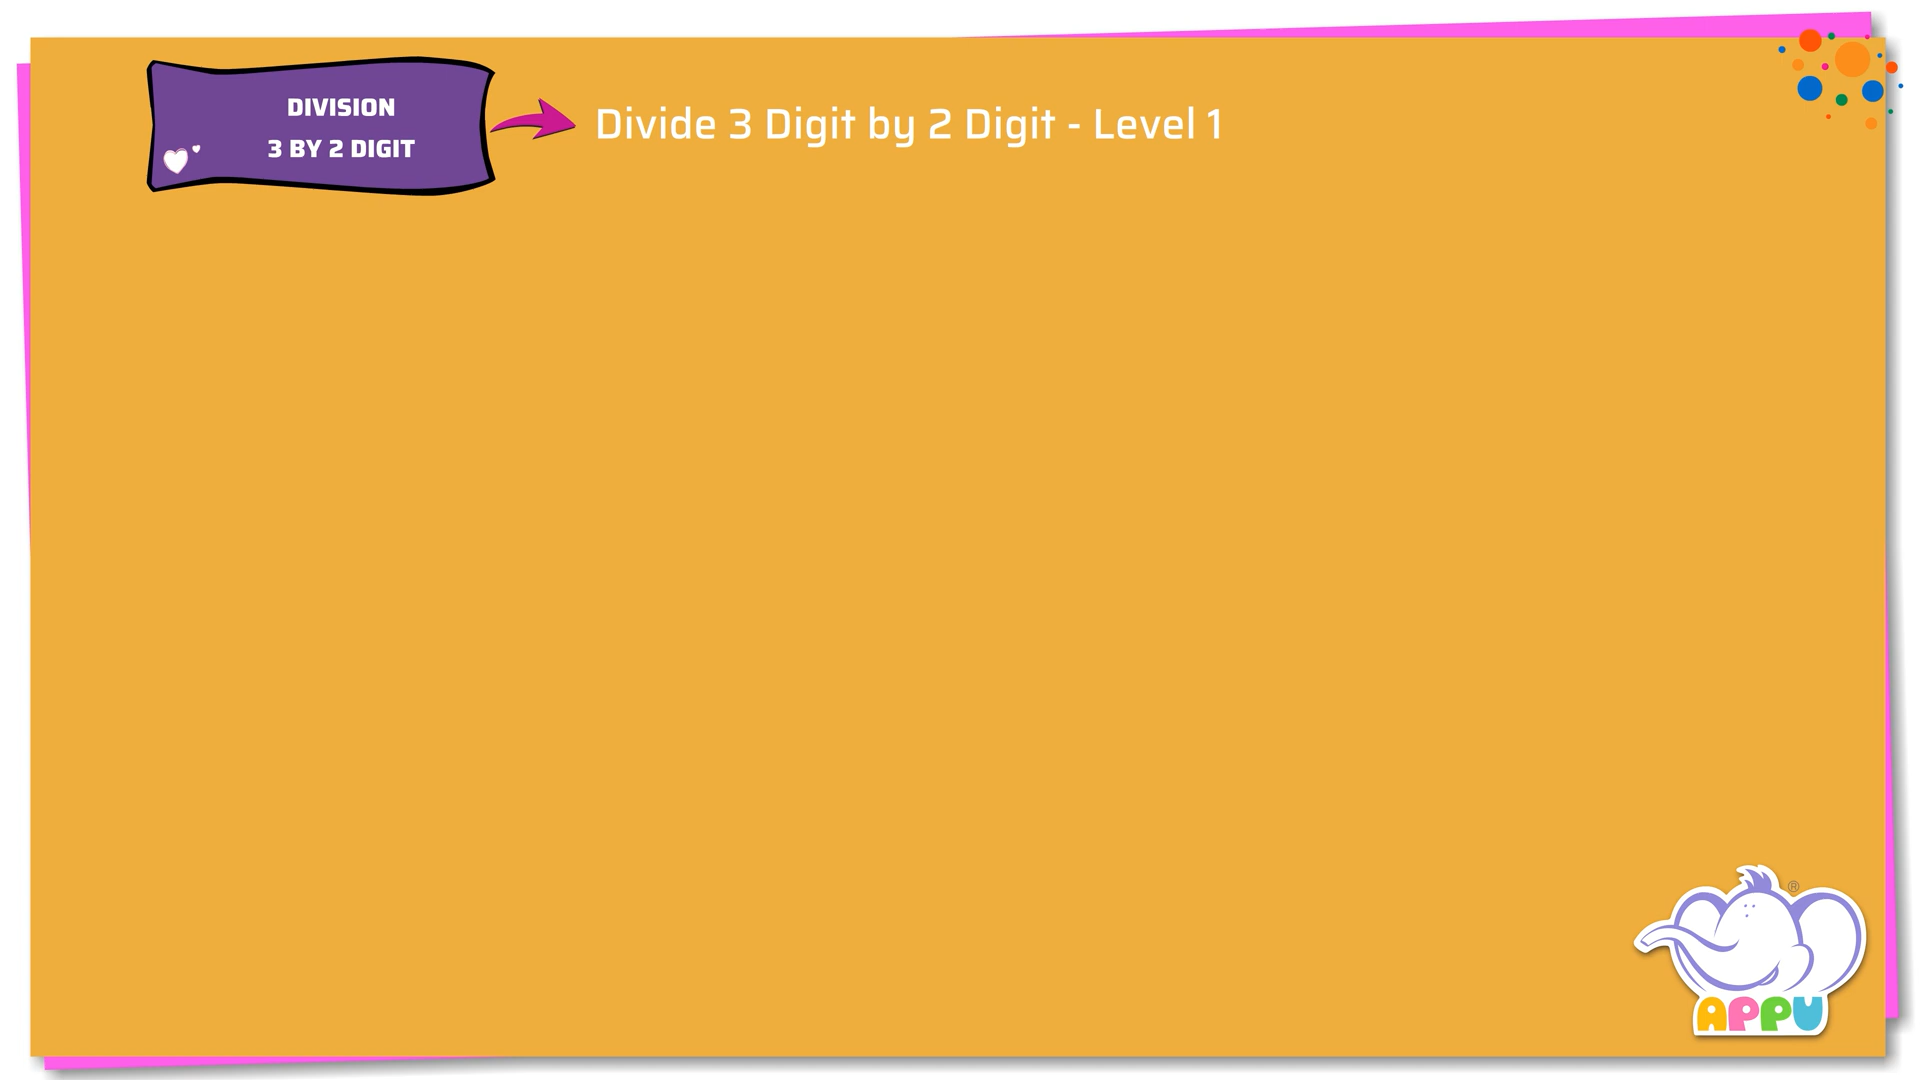 DIVISION
3 BY 2 DIGIT
Divide 3 Digit by 2 Digit - Level 1
®
APPU